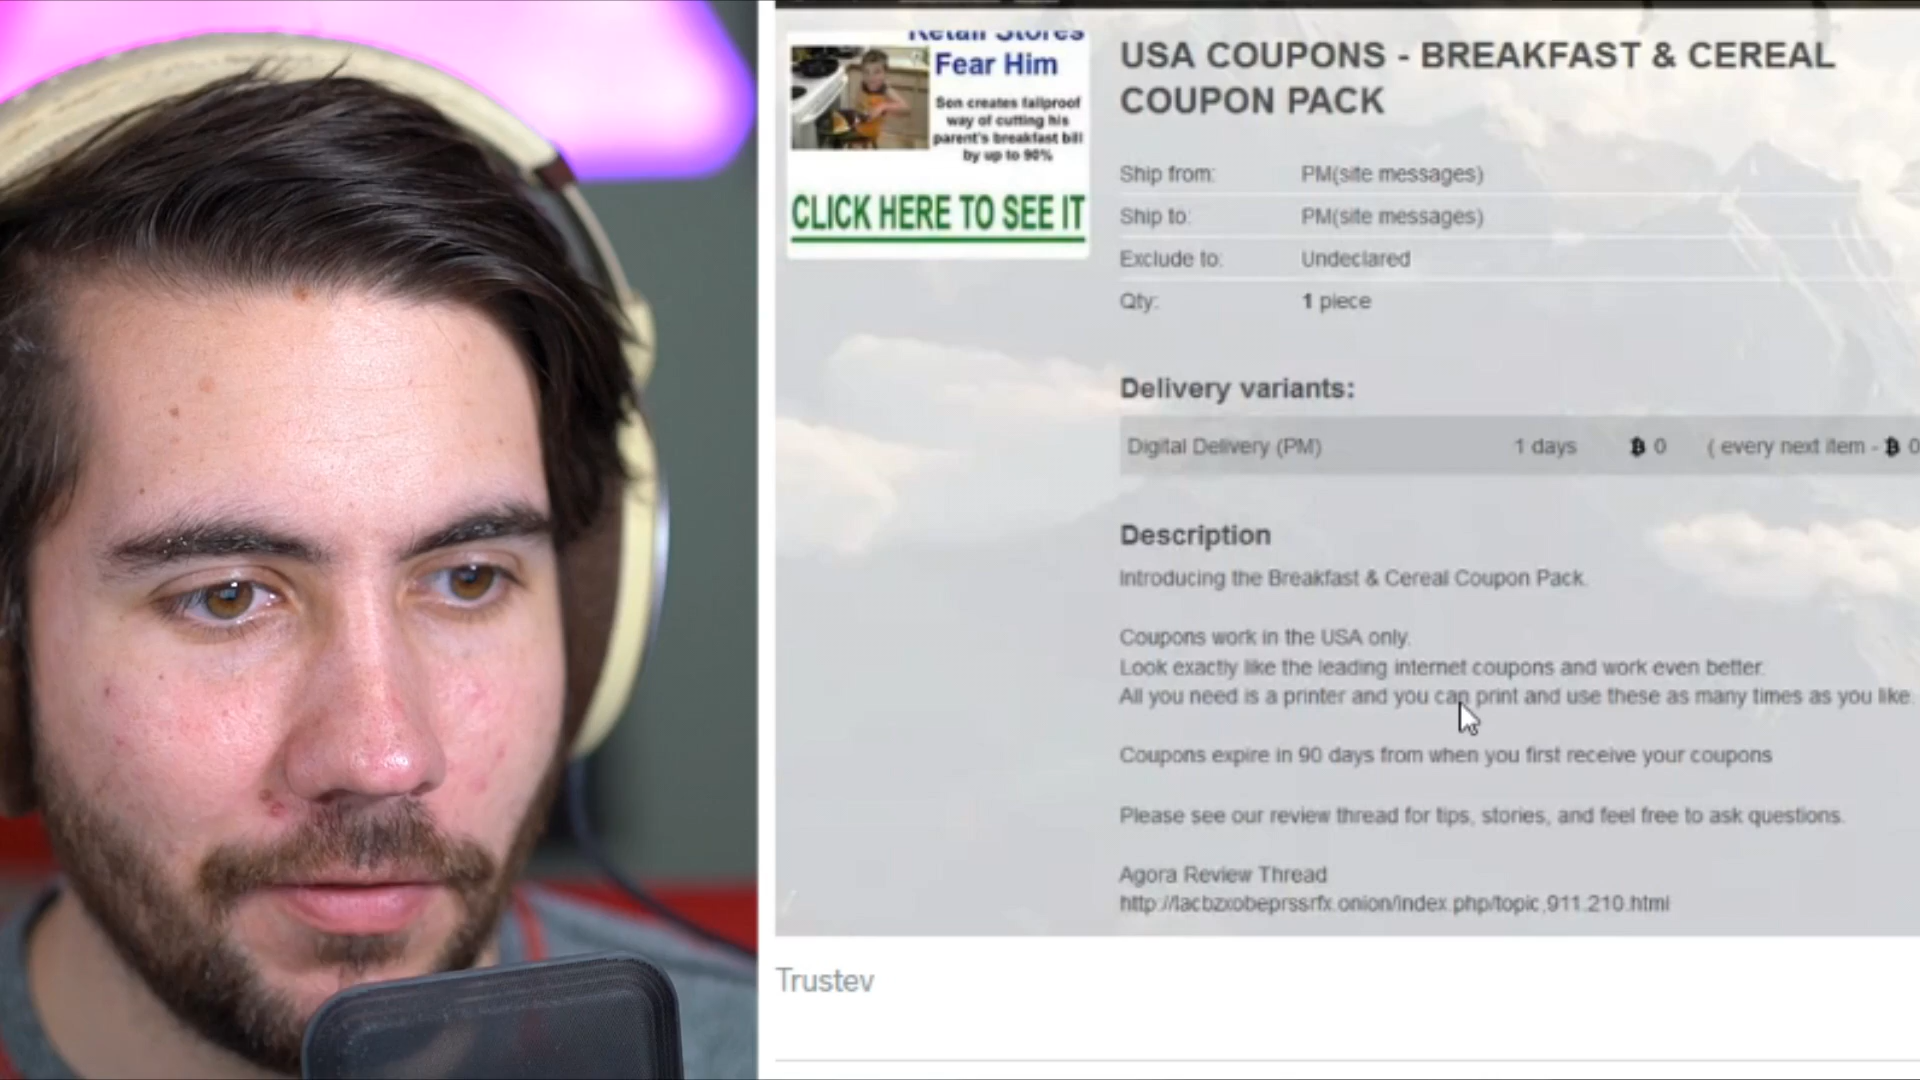 Retail Stores
Fear Him
Son creates failproof
way of cutting his
parent's breakfast bill
by up to 90%
CLICK HERE TO SEE IT
USA COUPONS - BREAKFAST & CEREAL
COUPON PACK
Ship from: PM(site messages)
Ship to: PM(site messages)
Exclude to: Undeclared
Qty: 1 piece
Delivery variants:
Digital Delivery (PM) 1 days ฿ 0 ( every next item - ฿ 0
Description
Introducing the Breakfast & Cereal Coupon Pack.
Coupons work in the USA only.
Look exactly like the leading internet coupons and work even better.
All you need is a printer and you can print and use these as many times as you like.
Coupons expire in 90 days from when you first receive your coupons
Please see our review thread for tips, stories, and feel free to ask questions.
Agora Review Thread
http://lacbzxobeprssrfx.onion/index.php/topic,911.210.html
Trustev